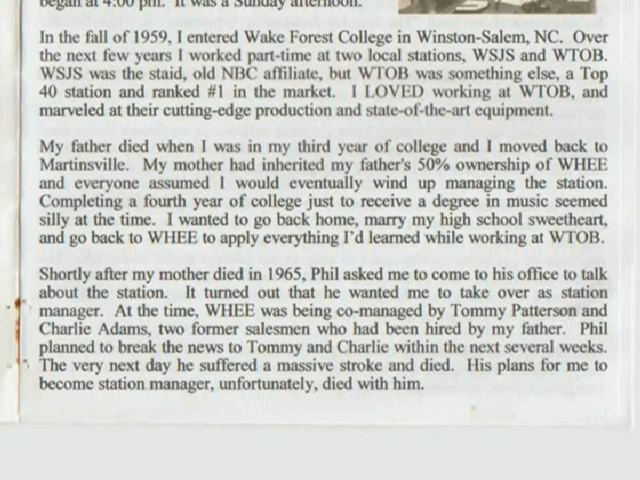 began at 4:00 pm. It was a Sunday afternoon.
In the fall of 1959, I entered Wake Forest College in Winston-Salem, NC. Over
the next few years I worked part-time at two local stations, WSJS and WTOB.
WSJS was the staid, old NBC affiliate, but WTOB was something else, a Top
40 station and ranked #1 in the market. I LOVED working at WTOB, and
marveled at their cutting-edge production and state-of-the-art equipment.
My father died when I was in my third year of college and I moved back to
Martinsville. My mother had inherited my father's 50% ownership of WHEE
and everyone assumed I would eventually wind up managing the station.
Completing a fourth year of college just to receive a degree in music seemed
silly at the time. I wanted to go back home, marry my high school sweetheart,
and go back to WHEE to apply everything I'd learned while working at WTOB.
Shortly after my mother died in 1965, Phil asked me to come to his office to talk
about the station. It turned out that he wanted me to take over as station
manager. At the time, WHEE was being co-managed by Tommy Patterson and
Charlie Adams, two former salesmen who had been hired by my father. Phil
planned to break the news to Tommy and Charlie within the next several weeks.
The very next day he suffered a massive stroke and died. His plans for me to
become station manager, unfortunately, died with him.